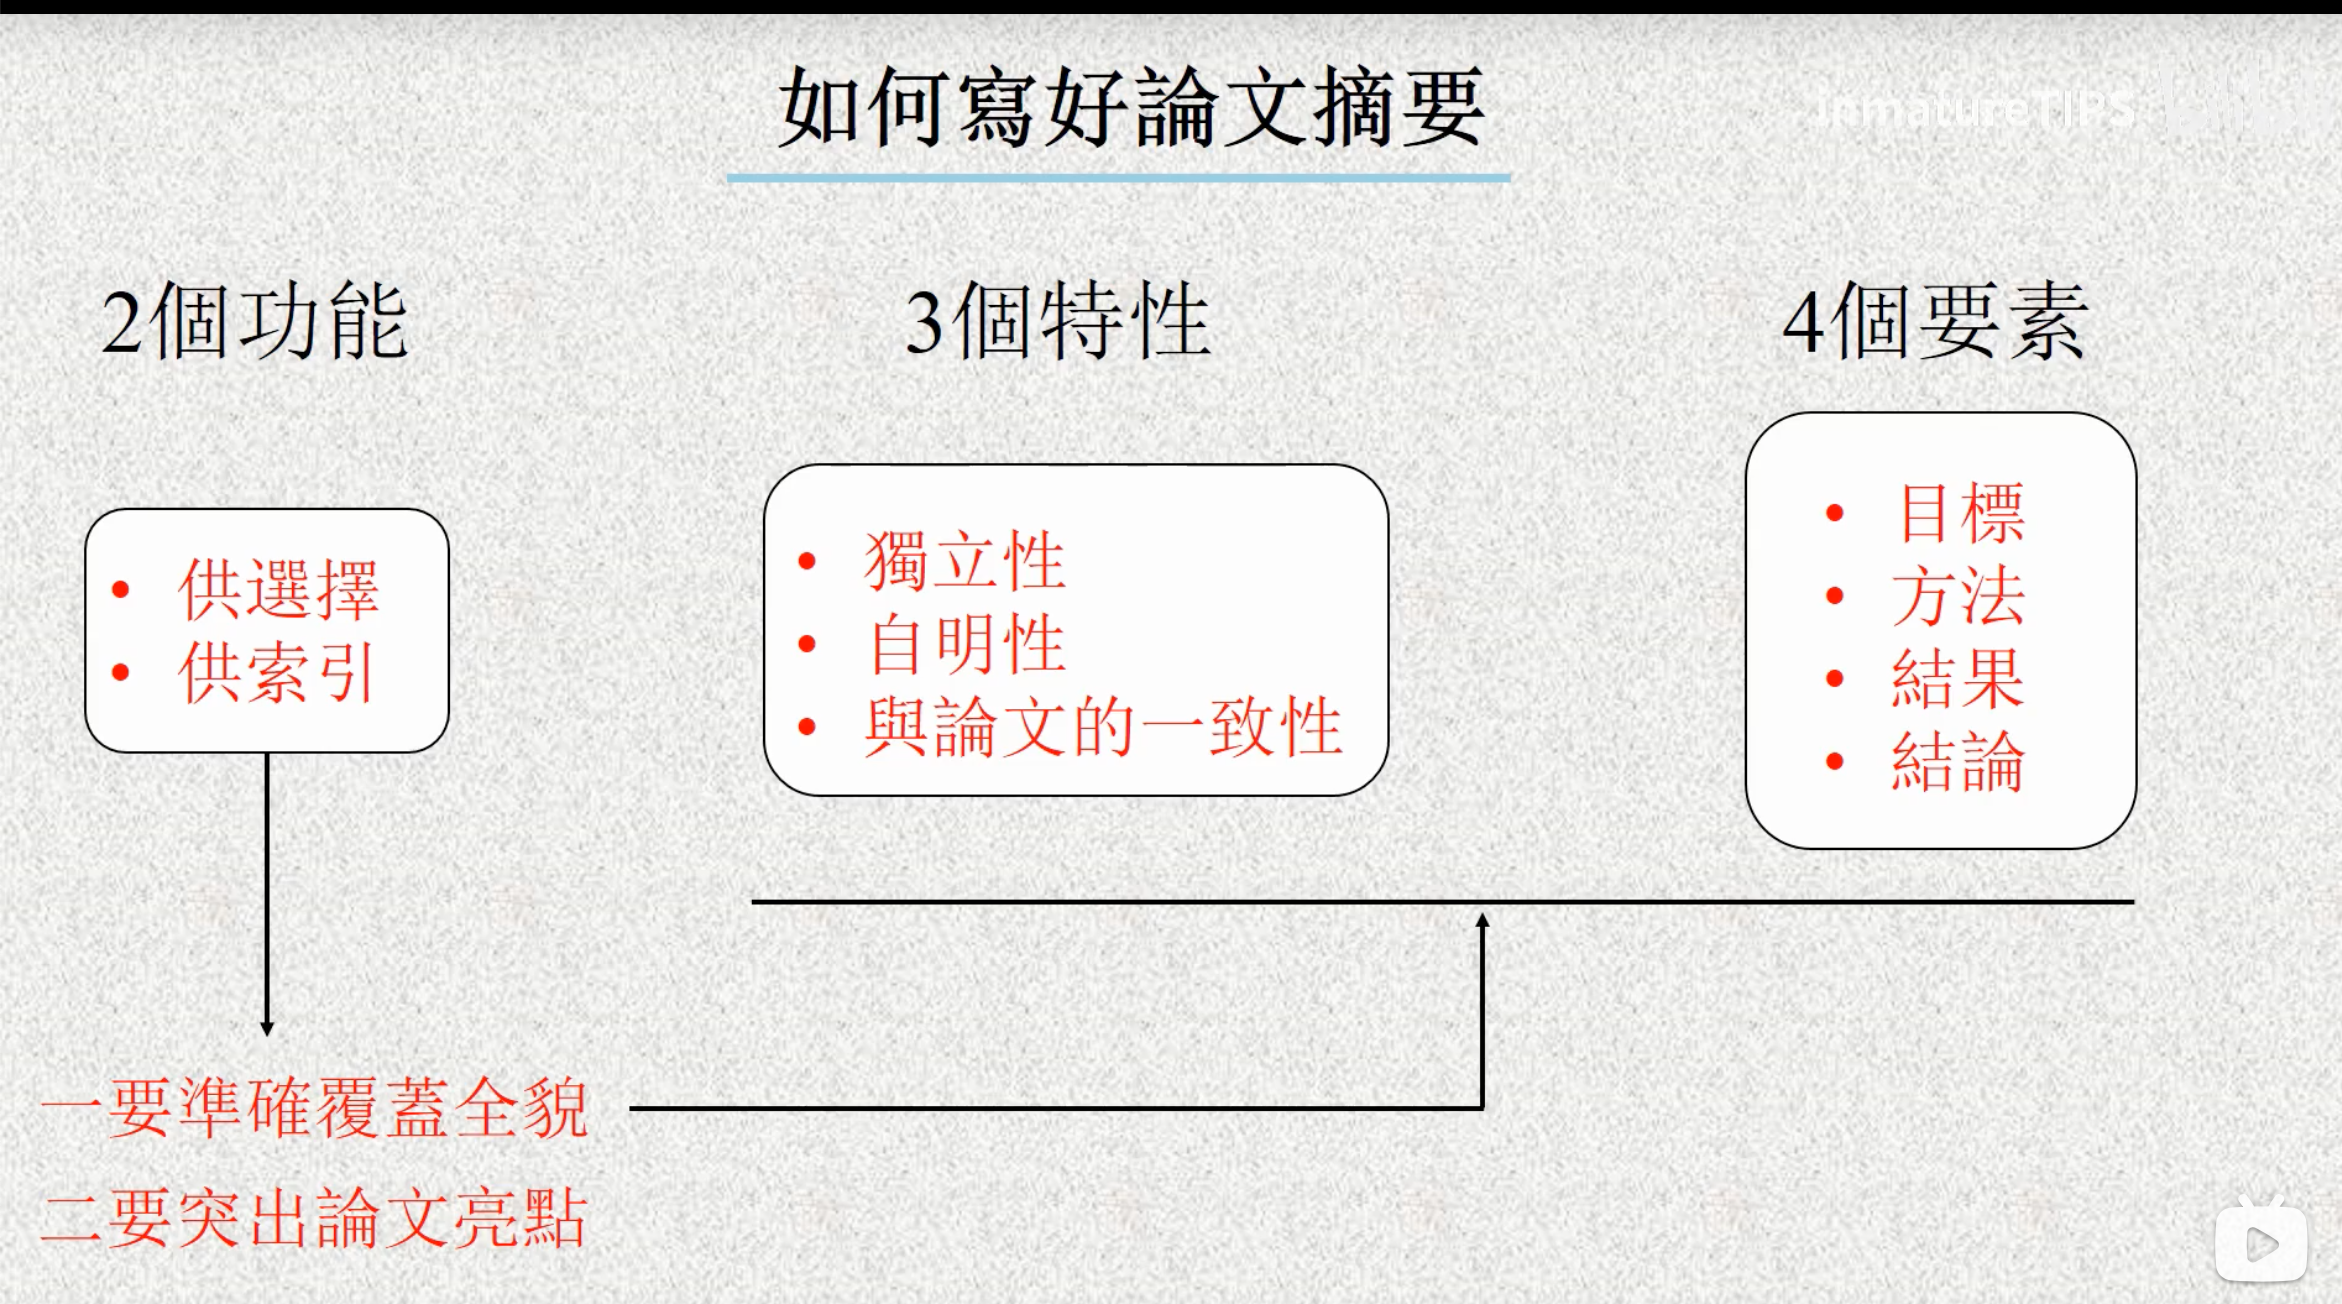 如何寫好論文摘要
2個功能
3個特性
4個要素
• 供選擇
• 供索引
• 獨立性
• 自明性
• 與論文的一致性
• 目標
• 方法
• 結果
• 結論
一要準確覆蓋全貌
二要突出論文亮點